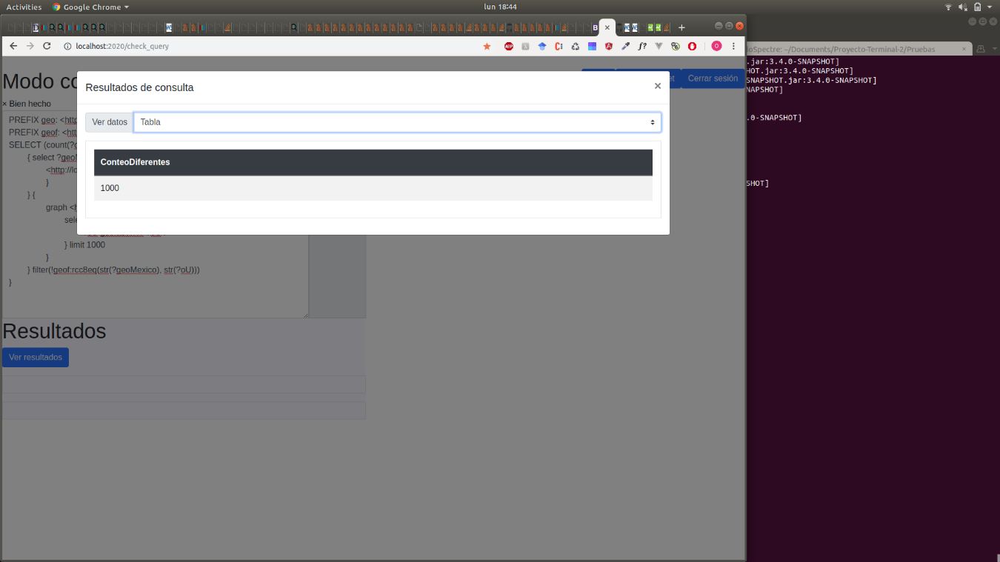 Activities
Google Chrome
lun 18:44
localhost:2020/check_query
ABP
f?
O
loSpectre: ~/Documents/Proyecto-Terminal-2/Pruebas
.jar:3.4.0-SNAPSHOT]
HOT.jar:3.4.0-SNAPSHOT]
SNAPSHOT.jar:3.4.0-SNAPSHOT]
NAPSHOT]
.0-SNAPSHOT]
SHOT]
Modo co
et
Cerrar sesión
× Bien hecho
PREFIX geo: <http
PREFIX geof: <htt
SELECT (count(?g
{ select ?geoM
<http://lo
}
} {
graph <h
sele
} limit 1000
}
} filter(!geof:rcc8eq(str(?geoMexico), str(?oU)))
}
Resultados de consulta
×
Ver datos
Tabla
ConteoDiferentes
1000
Resultados
Ver resultados